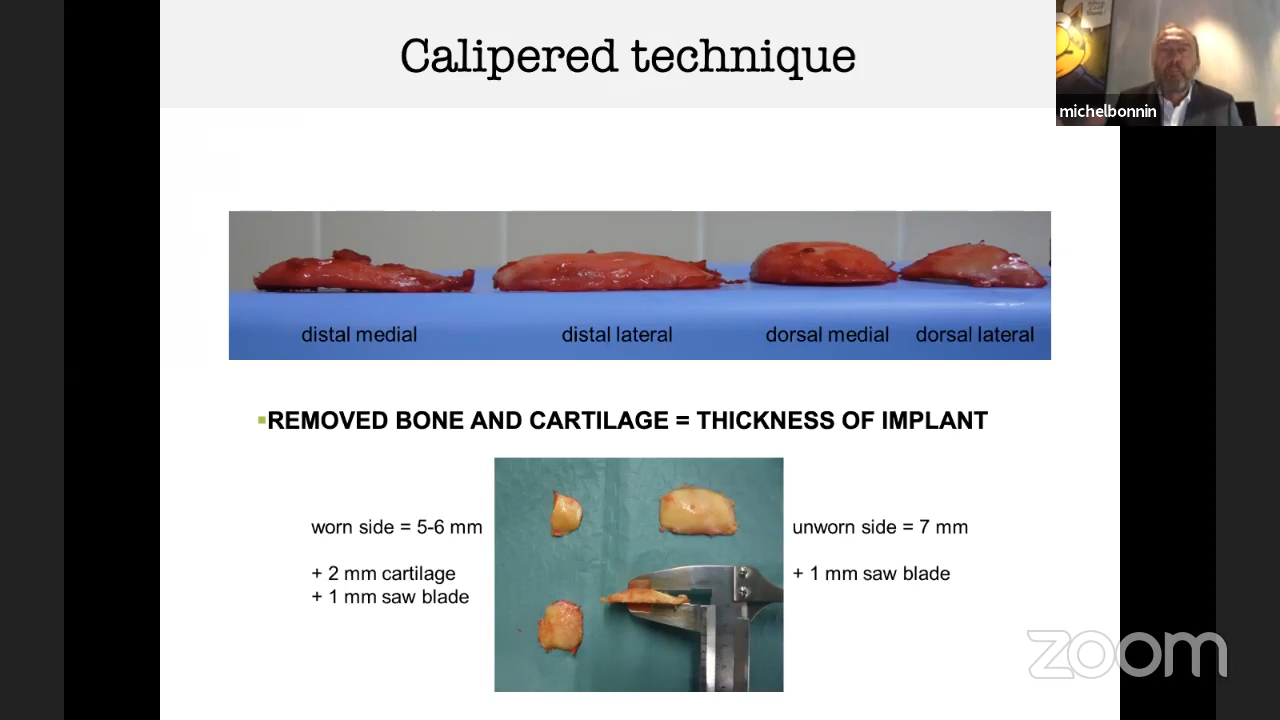 Calipered technique
michelbonnin
distal medial
distal lateral
dorsal medial
dorsal lateral
REMOVED BONE AND CARTILAGE = THICKNESS OF IMPLANT
worn side = 5-6 mm
+ 2 mm cartilage
+ 1 mm saw blade
unworn side = 7 mm
+ 1 mm saw blade
zoom